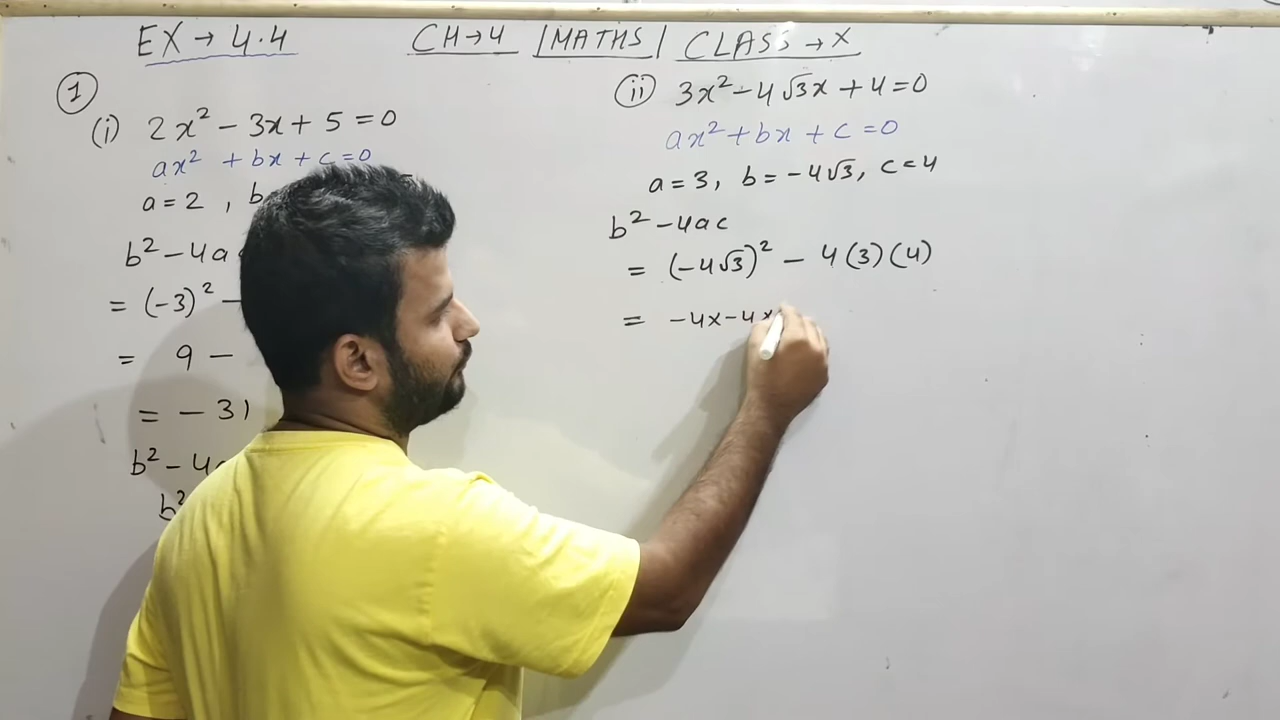 EX → 4.4 CH→4 | MATHS | CLASS → X
①
(i) 2x² - 3x + 5 = 0
ax² + bx + c = 0
a = 2 , b
b² - 4a
= (-3)² -
= 9 -
= - 31
b² - 4
b²
(ii) 3x² - 4√3x + 4 = 0
ax² + bx + c = 0
a = 3, b = -4√3, c = 4
b² - 4ac
= (-4√3)² - 4(3)(4)
= -4x-4x